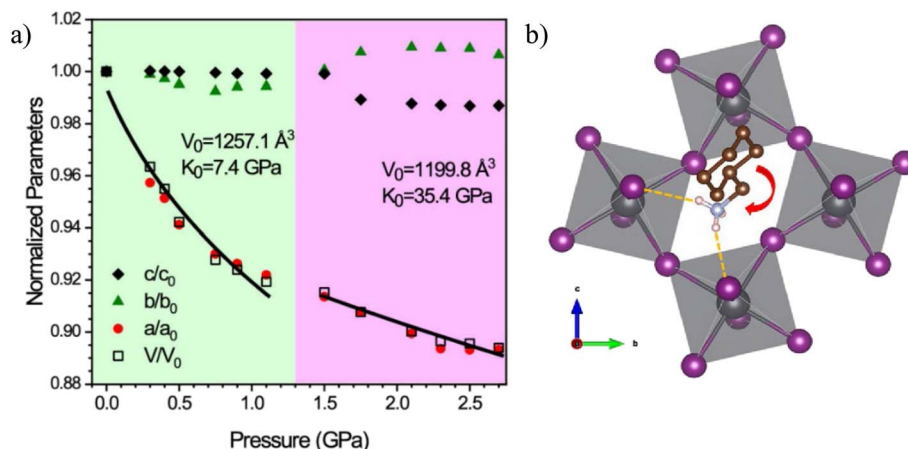 a)
b)
Normalized Parameters
1.02
1.00
0.98
0.96
0.94
0.92
0.90
0.88
V₀=1257.1 Å³
K₀=7.4 GPa
V₀=1199.8 Å³
K₀=35.4 GPa
c/c₀
b/b₀
a/a₀
V/V₀
0.0
0.5
1.0
1.5
2.0
2.5
Pressure (GPa)
c
b